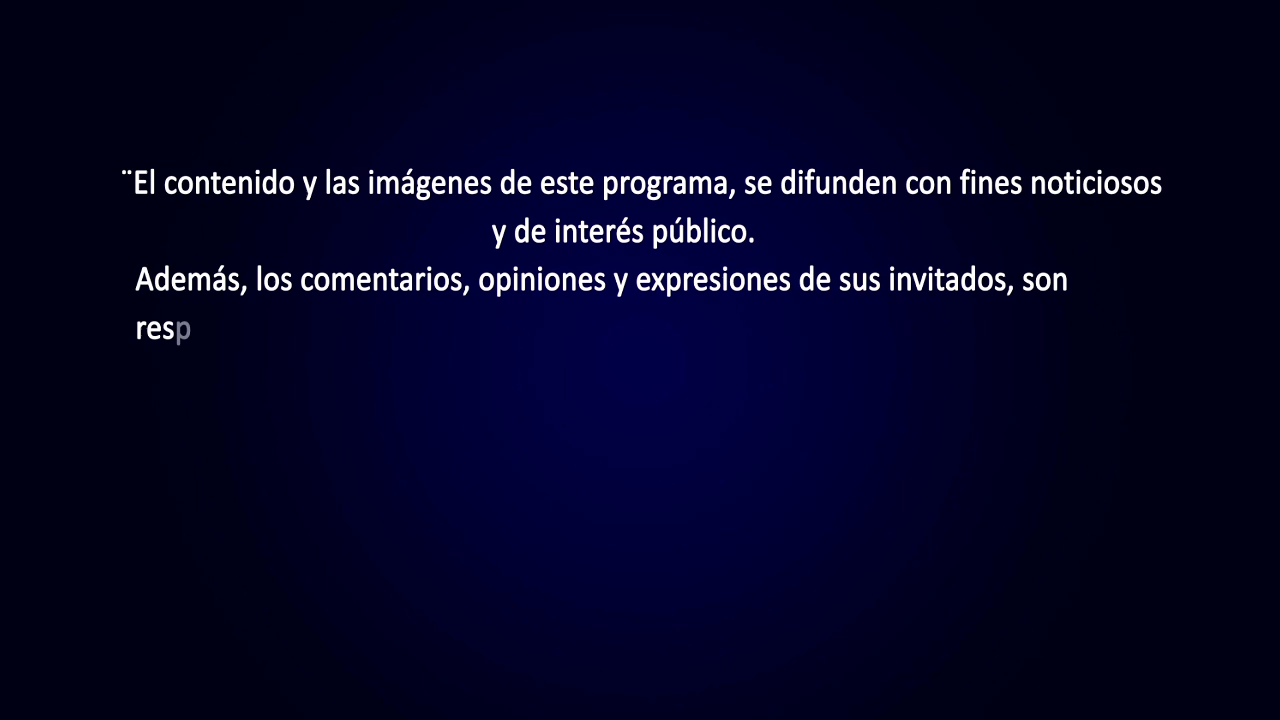 ¨El contenido y las imágenes de este programa, se difunden con fines noticiosos
y de interés público.
Además, los comentarios, opiniones y expresiones de sus invitados, son
resp